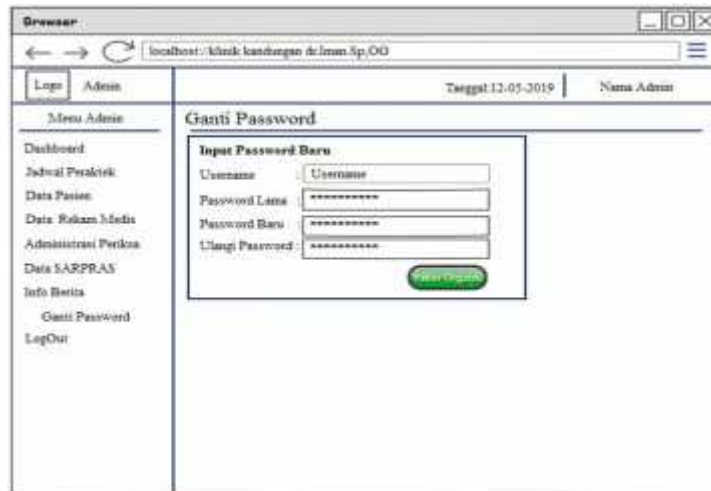 Browser
localhost://klinik kandungan dr.Iman.Sp,OG
Logo Admin
Tanggal:12-05-2019 Nama Admin
Menu Admin
Dashboard
Jadwal Peraktek
Data Pasien
Data Rekam Medis
Administrasi Periksa
Data SARPRAS
Info Berita
Ganti Password
LogOut
Ganti Password
Input Password Baru
Username : Username
Password Lama : **********
Password Baru : **********
Ulangi Password : **********